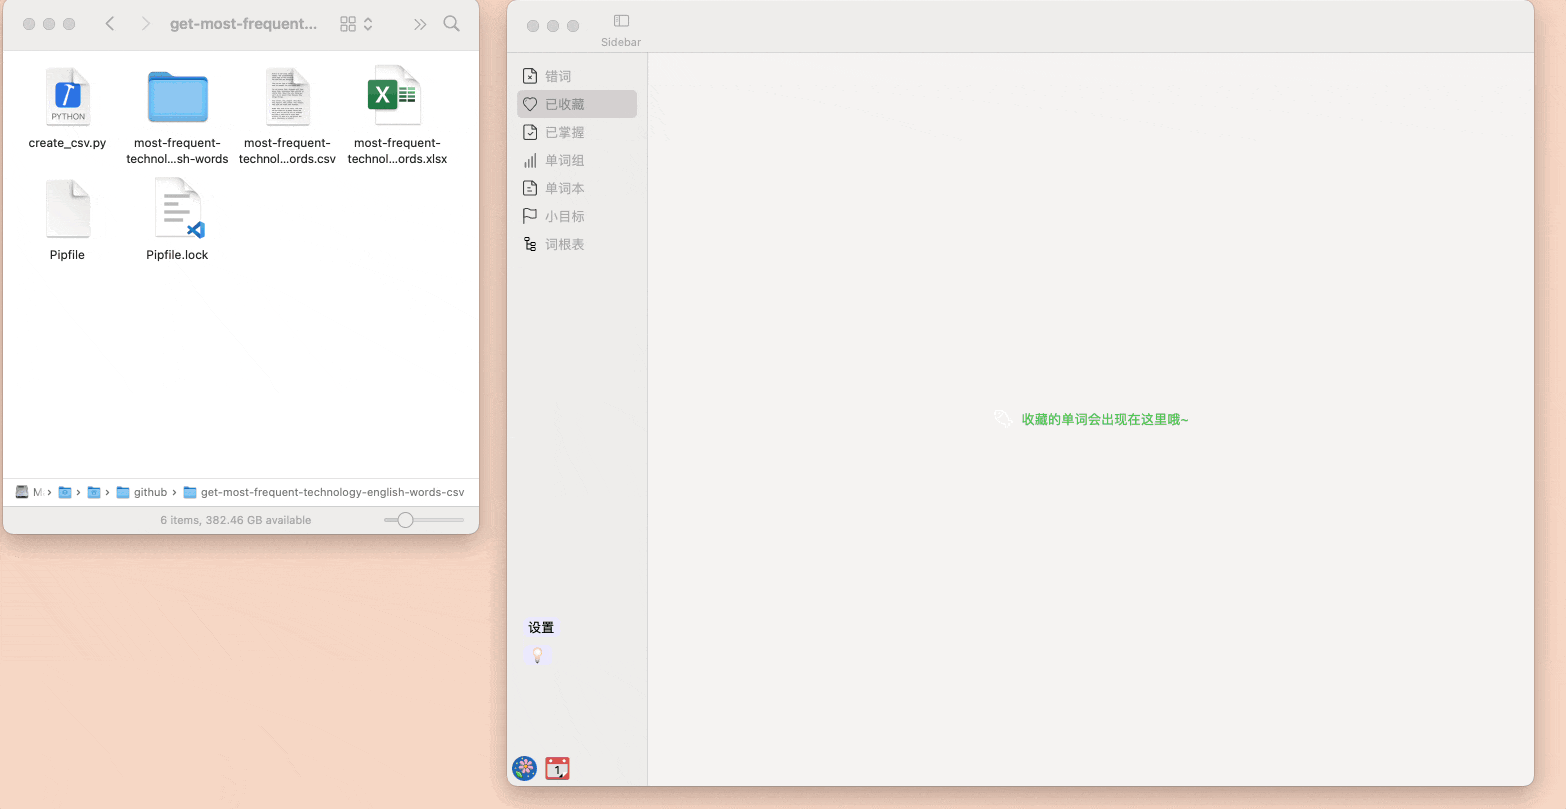 get-most-frequent...
PYTHON
create_csv.py
most-frequent-
technol...sh-words
most-frequent-
technol...ords.csv
most-frequent-
technol...ords.xlsx
Pipfile
Pipfile.lock
M.
github
get-most-frequent-technology-english-words-csv
6 items, 382.46 GB available
Sidebar
错词
已收藏
已掌握
单词组
单词本
小目标
词根表
收藏的单词会出现在这里哦~
设置
1